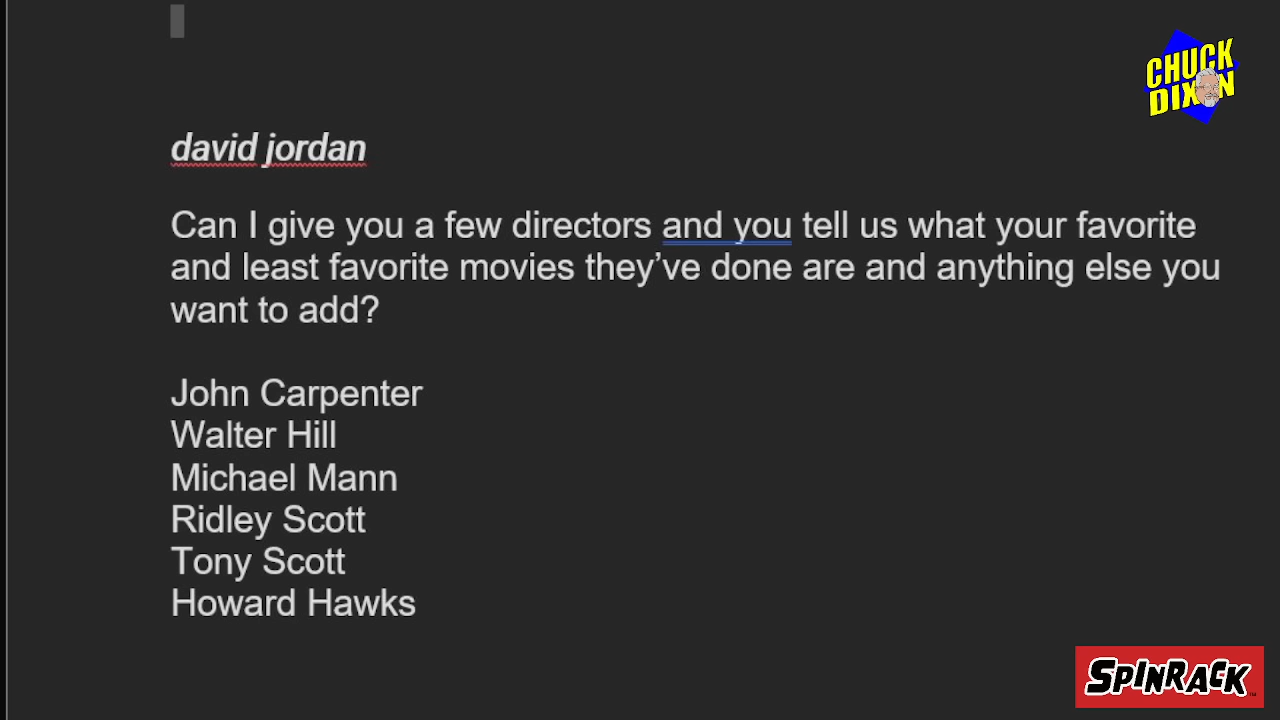 CHUCK
DIXON
david jordan
Can I give you a few directors and you tell us what your favorite
and least favorite movies they’ve done are and anything else you
want to add?
John Carpenter
Walter Hill
Michael Mann
Ridley Scott
Tony Scott
Howard Hawks
SPINRACK